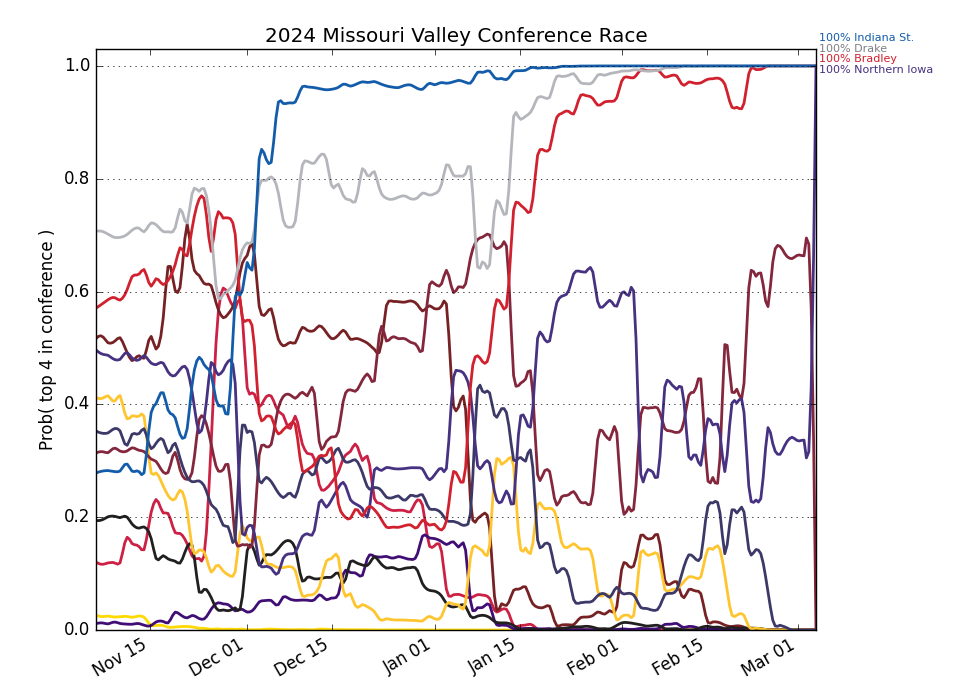 2024 Missouri Valley Conference Race
100% Indiana St.
100% Drake
100% Bradley
100% Northern Iowa
Prob( top 4 in conference )
1.0
0.8
0.6
0.4
0.2
0.0
Nov 15
Dec 01
Dec 15
Jan 01
Jan 15
Feb 01
Feb 15
Mar 01